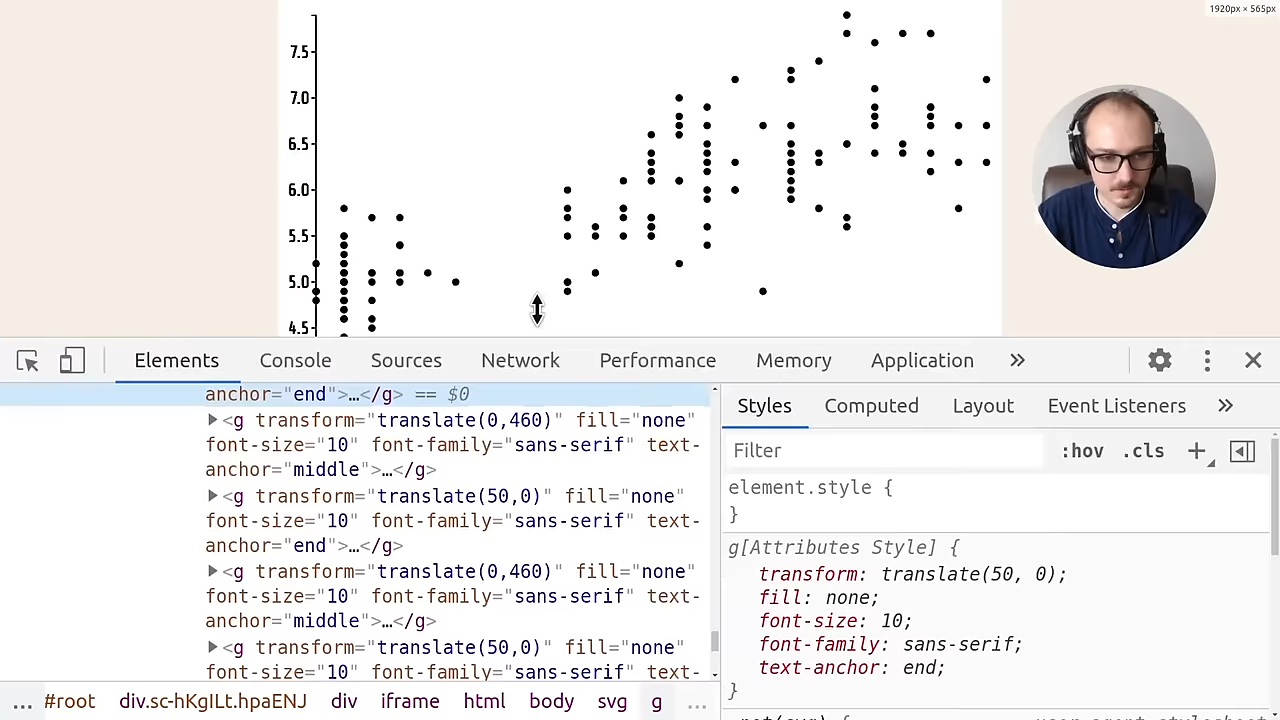 1920px × 565px
7.5
7.0
6.5
6.0
5.5
5.0
4.5
Elements Console Sources Network Performance Memory Application »
anchor="end">…</g> == $0
▶<g transform="translate(0,460)" fill="none"
font-size="10" font-family="sans-serif" text-
anchor="middle">…</g>
▶<g transform="translate(50,0)" fill="none"
font-size="10" font-family="sans-serif" text-
anchor="end">…</g>
▶<g transform="translate(0,460)" fill="none"
font-size="10" font-family="sans-serif" text-
anchor="middle">…</g>
▶<g transform="translate(50,0)" fill="none"
font-size="10" font-family="sans-serif" text-
… #root div.sc-hKgILt.hpaENJ div iframe html body svg g …
Styles Computed Layout Event Listeners »
Filter :hov .cls +
element.style {
}
g[Attributes Style] {
transform: translate(50, 0);
fill: none;
font-size: 10;
font-family: sans-serif;
text-anchor: end;
}
:not(svg) { user agent stylesheet